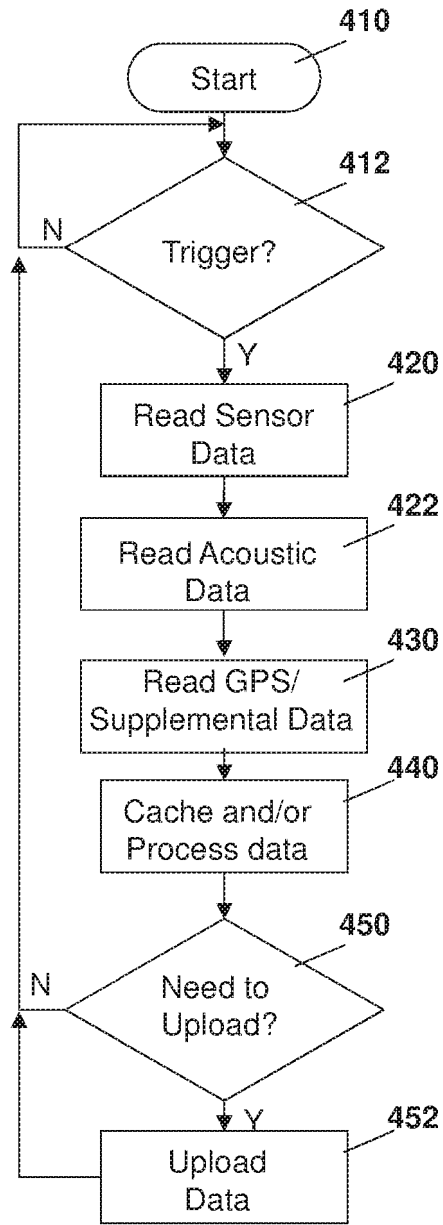 410
Start
412
N
Trigger?
Y
420
Read Sensor
Data
422
Read Acoustic
Data
430
Read GPS/
Supplemental Data
440
Cache and/or
Process data
450
N
Need to
Upload?
Y
452
Upload
Data